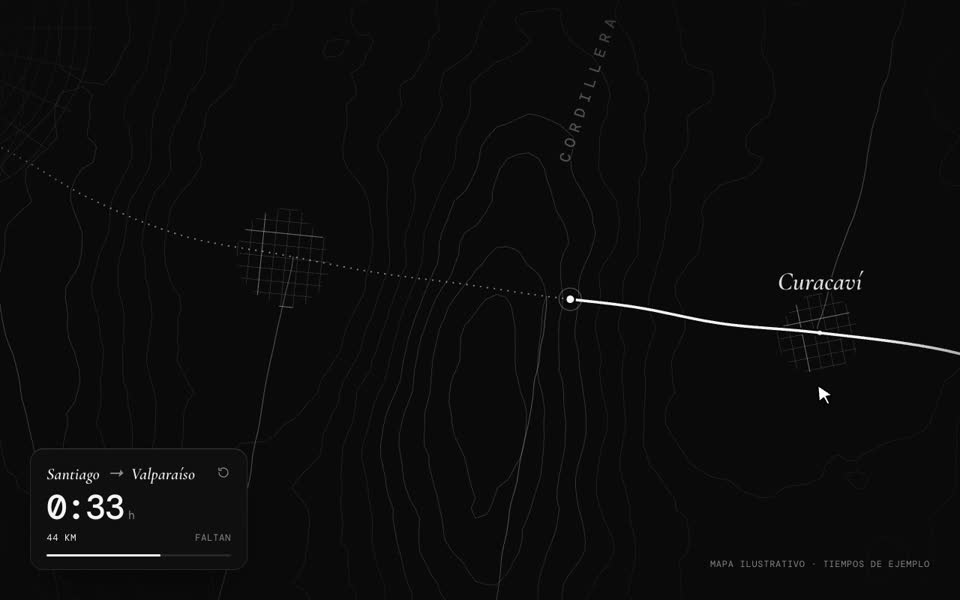 CORDILLERA
Curacaví
Santiago → Valparaíso
0:33 h
44 KM FALTAN
MAPA ILUSTRATIVO · TIEMPOS DE EJEMPLO